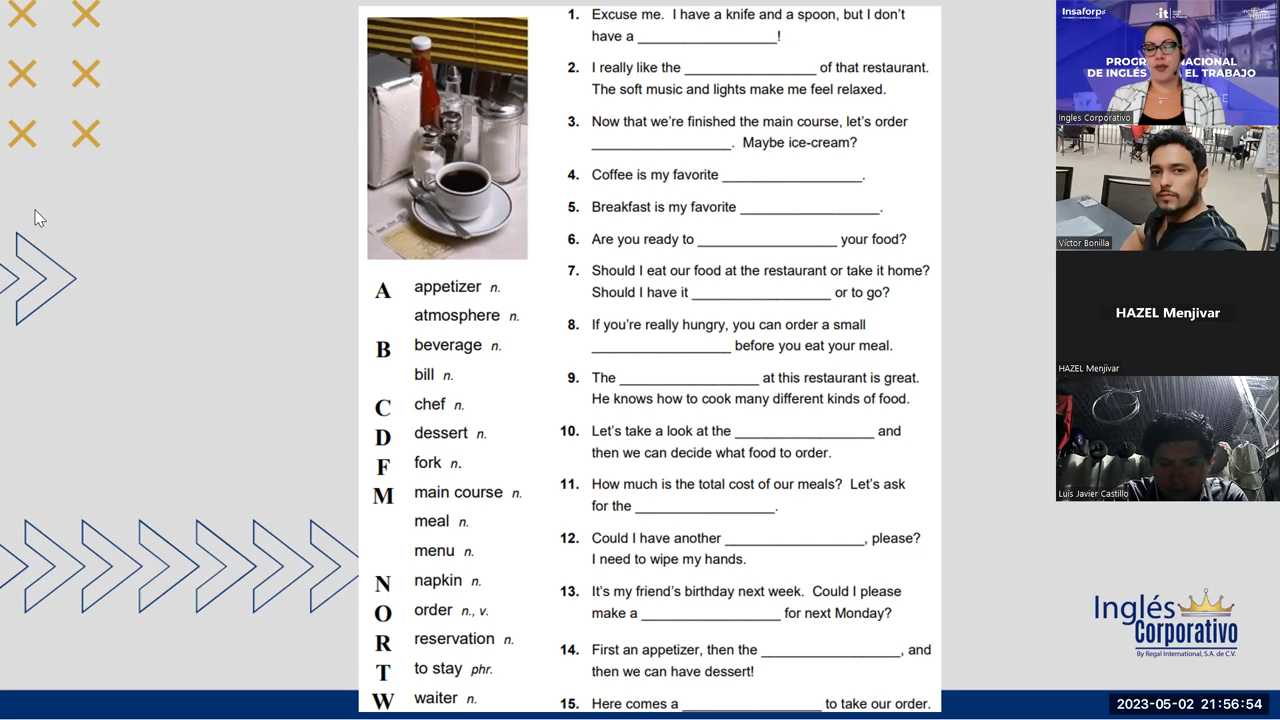 1. Excuse me. I have a knife and a spoon, but I don't
have a _________________!
2. I really like the ________________ of that restaurant.
The soft music and lights make me feel relaxed.
3. Now that we're finished the main course, let's order
_________________. Maybe ice-cream?
4. Coffee is my favorite _________________.
5. Breakfast is my favorite _________________.
6. Are you ready to _________________ your food?
7. Should I eat our food at the restaurant or take it home?
Should I have it _________________ or to go?
8. If you're really hungry, you can order a small
_________________ before you eat your meal.
9. The _________________ at this restaurant is great.
He knows how to cook many different kinds of food.
10. Let's take a look at the _________________ and
then we can decide what food to order.
11. How much is the total cost of our meals? Let's ask
for the _________________.
12. Could I have another _________________, please?
I need to wipe my hands.
13. It's my friend's birthday next week. Could I please
make a _________________ for next Monday?
14. First an appetizer, then the _________________, and
then we can have dessert!
15. Here comes a _________________ to take our order.
A appetizer n.
atmosphere n.
B beverage n.
bill n.
C chef n.
D dessert n.
F fork n.
M main course n.
meal n.
menu n.
N napkin n.
O order n., v.
R reservation n.
T to stay phr.
W waiter n.
Insaforp
Ingles Corporativo
Víctor Bonilla
HAZEL Menjivar
HAZEL Menjivar
Luis Javier Castillo
Inglés
Corporativo
By Regal International, S.A. de C.V.
2023-05-02 21:56:54